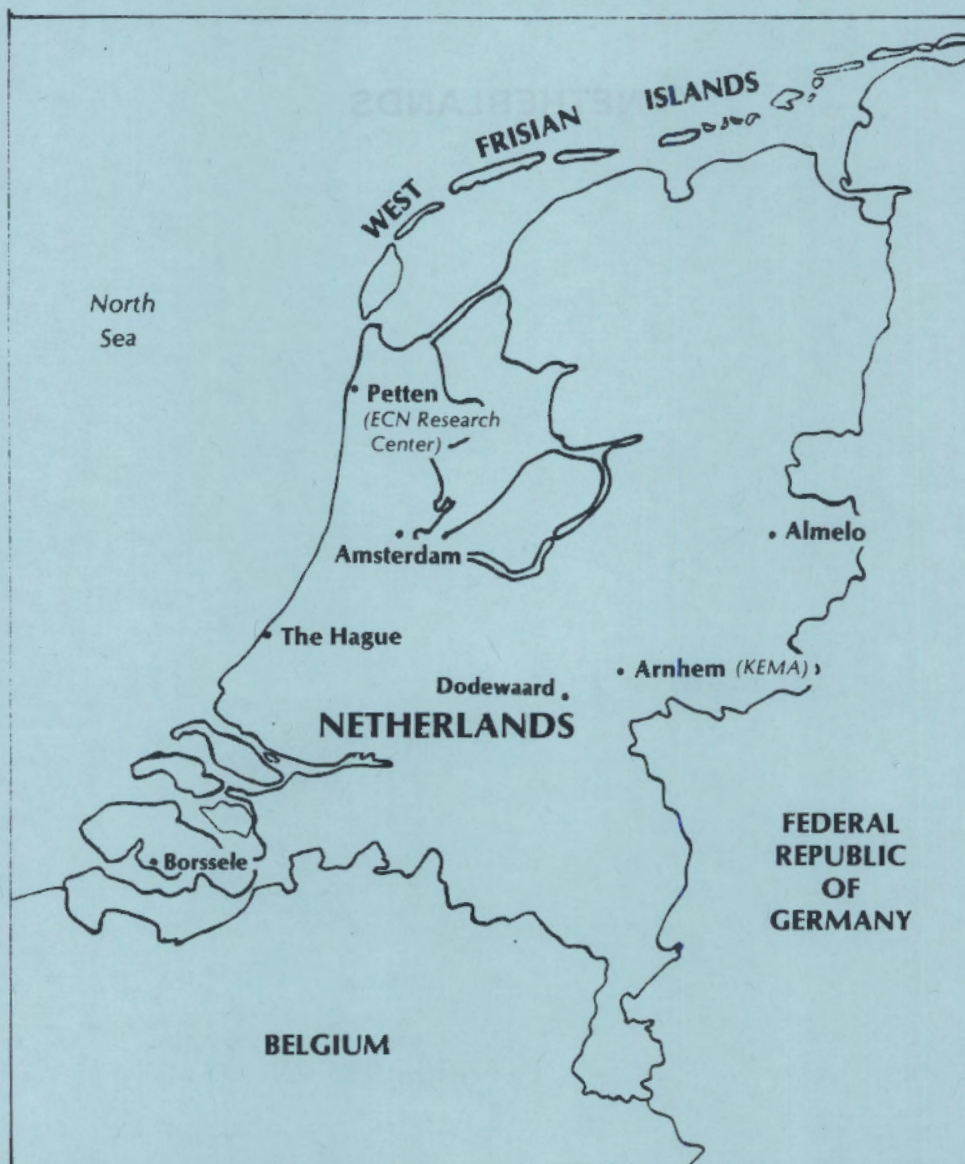 WEST FRISIAN ISLANDS
North
Sea
Petten
(ECN Research
Center)
Amsterdam
Almelo
The Hague
Arnhem (KEMA)
Dodewaard
NETHERLANDS
Borssele
FEDERAL
REPUBLIC
OF
GERMANY
BELGIUM
NETHERLANDS